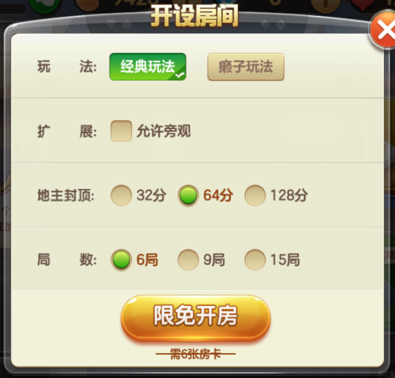 开设房间
玩 法: 经典玩法 癞子玩法
扩 展: 允许旁观
地主封顶: 32分 64分 128分
局 数: 6局 9局 15局
限免开房
需6张房卡